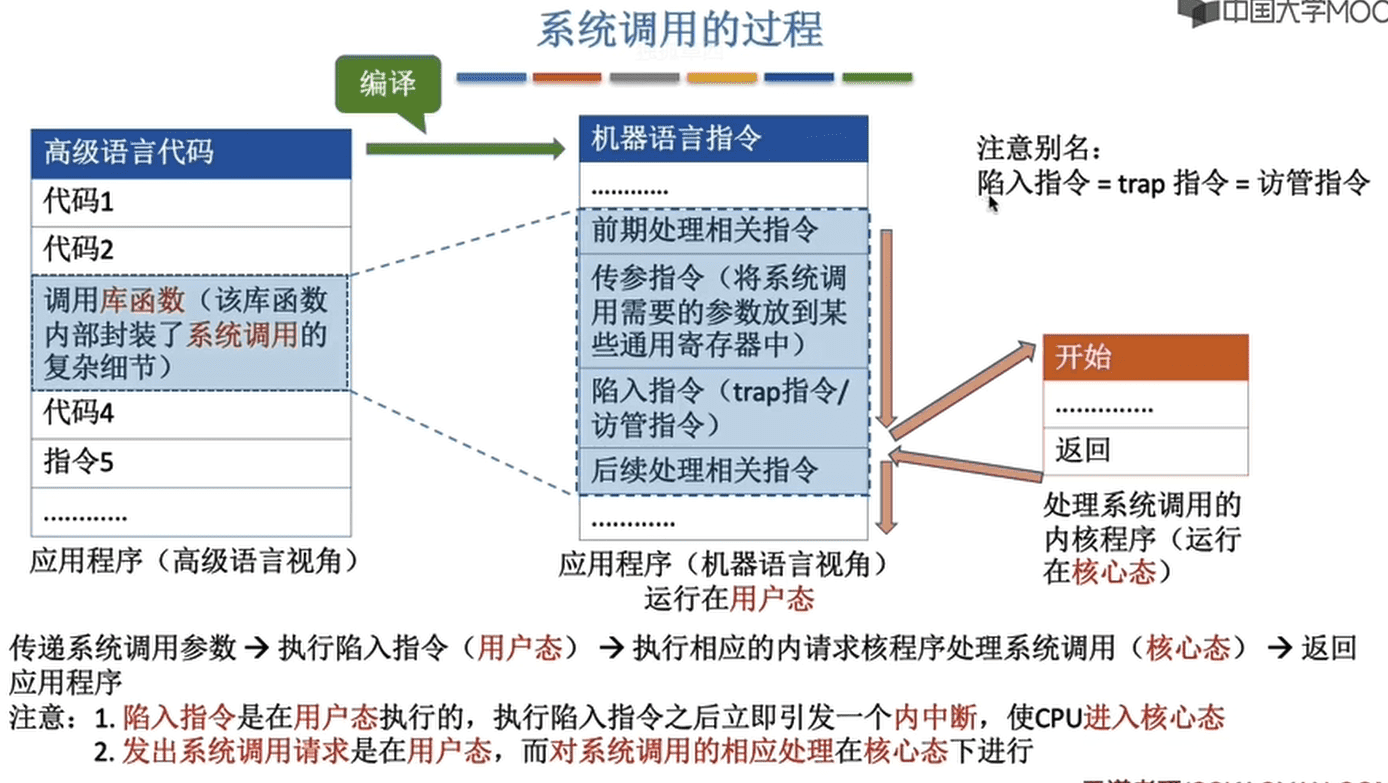 中国大学MOO
系统调用的过程
编译
高级语言代码
代码1
代码2
调用库函数（该库函数
内部封装了系统调用的
复杂细节）
代码4
指令5
…………
应用程序（高级语言视角）
机器语言指令
…………
前期处理相关指令
传参指令（将系统调
用需要的参数放到某
些通用寄存器中）
陷入指令（trap指令/
访管指令）
后续处理相关指令
…………
应用程序（机器语言视角）
运行在用户态
注意别名：
陷入指令 = trap 指令 = 访管指令
开始
…………..
返回
处理系统调用的
内核程序（运行
在核心态）
传递系统调用参数 → 执行陷入指令（用户态） → 执行相应的内请求核程序处理系统调用（核心态） → 返回
应用程序
注意：1. 陷入指令是在用户态执行的，执行陷入指令之后立即引发一个内中断，使CPU进入核心态
2. 发出系统调用请求是在用户态，而对系统调用的相应处理在核心态下进行